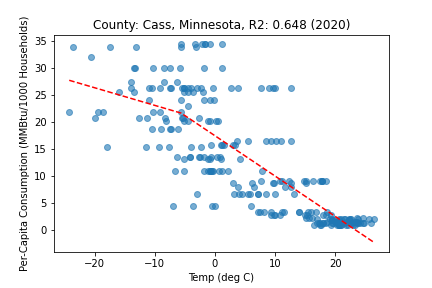 County: Cass, Minnesota, R2: 0.648 (2020)
Per-Capita Consumption (MMBtu/1000 Households)
35
30
25
20
15
10
5
0
−20 −10 0 10 20
Temp (deg C)